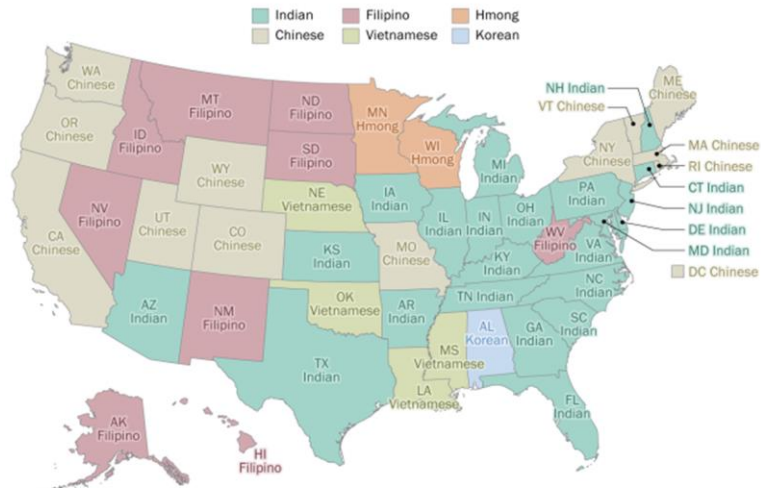 Indian
Filipino
Hmong
Chinese
Vietnamese
Korean
WA
Chinese
OR
Chinese
CA
Chinese
ID
Filipino
NV
Filipino
MT
Filipino
WY
Chinese
UT
Chinese
CO
Chinese
AZ
Indian
NM
Filipino
ND
Filipino
SD
Filipino
NE
Vietnamese
KS
Indian
OK
Vietnamese
TX
Indian
MN
Hmong
IA
Indian
MO
Chinese
AR
Indian
LA
Vietnamese
WI
Hmong
IL
Indian
MS
Vietnamese
MI
Indian
IN
Indian
OH
Indian
KY
Indian
TN Indian
AL
Korean
GA
Indian
FL
Indian
SC
Indian
NC
Indian
VA
Indian
WV
Filipino
PA
Indian
NY
Chinese
ME
Chinese
NH Indian
VT Chinese
MA Chinese
RI Chinese
CT Indian
NJ Indian
DE Indian
MD Indian
DC Chinese
AK
Filipino
HI
Filipino